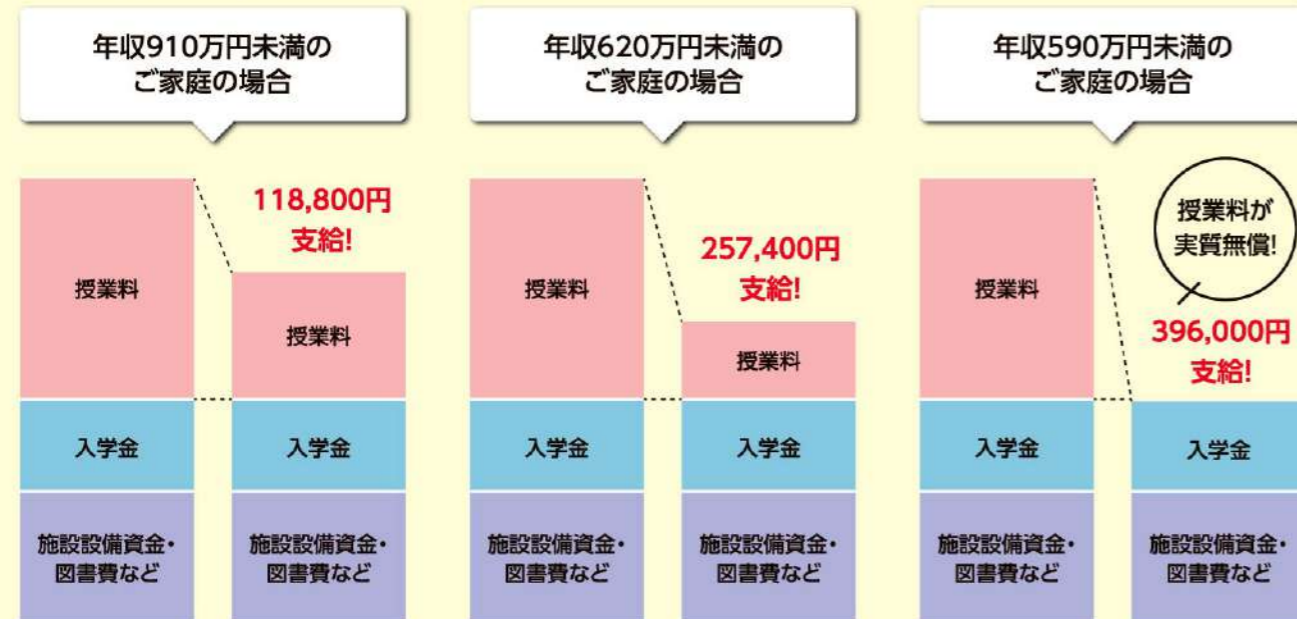 年収910万円未満の
ご家庭の場合
授業料
118,800円
支給!
授業料
入学金
入学金
施設設備資金・
図書費など
施設設備資金・
図書費など
年収620万円未満の
ご家庭の場合
授業料
257,400円
支給!
授業料
入学金
入学金
施設設備資金・
図書費など
施設設備資金・
図書費など
年収590万円未満の
ご家庭の場合
授業料
授業料が
実質無償!
396,000円
支給!
入学金
入学金
施設設備資金・
図書費など
施設設備資金・
図書費など